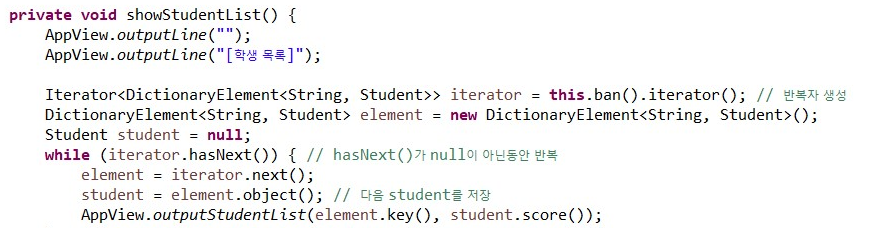 private void showStudentList() {
    AppView.outputLine("");
    AppView.outputLine("[학생 목록]");
    Iterator<DictionaryElement<String, Student>> iterator = this.ban().iterator(); // 반복자 생성
    DictionaryElement<String, Student> element = new DictionaryElement<String, Student>();
    Student student = null;
    while (iterator.hasNext()) { // hasNext()가 null이 아닌동안 반복
        element = iterator.next();
        student = element.object(); // 다음 student를 저장
        AppView.outputStudentList(element.key(), student.score());